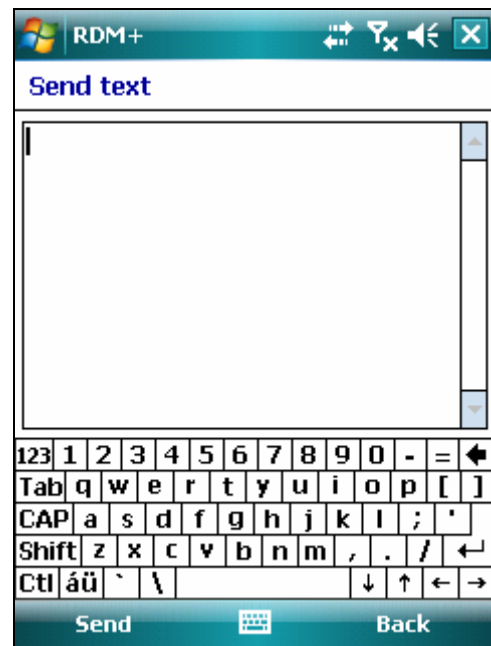 RDM+
Send text
123 1 2 3 4 5 6 7 8 9 0 - = ←
Tab q w e r t y u i o p [ ]
CAP a s d f g h j k l ; '
Shift z x c v b n m , . / ↵
Ctl áü ` \ ↓ ↑ ← →
Send Back